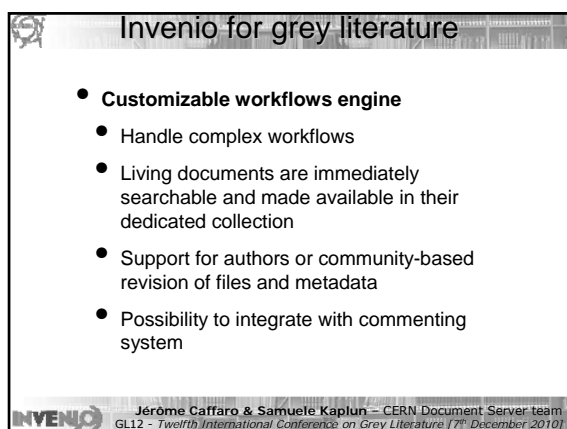 Invenio for grey literature
• Customizable workflows engine
• Handle complex workflows
• Living documents are immediately
searchable and made available in their
dedicated collection
• Support for authors or community-based
revision of files and metadata
• Possibility to integrate with commenting
system
INVENIO
Jérôme Caffaro & Samuele Kaplun – CERN Document Server team
GL12 - Twelfth International Conference on Grey Literature [7th December 2010]